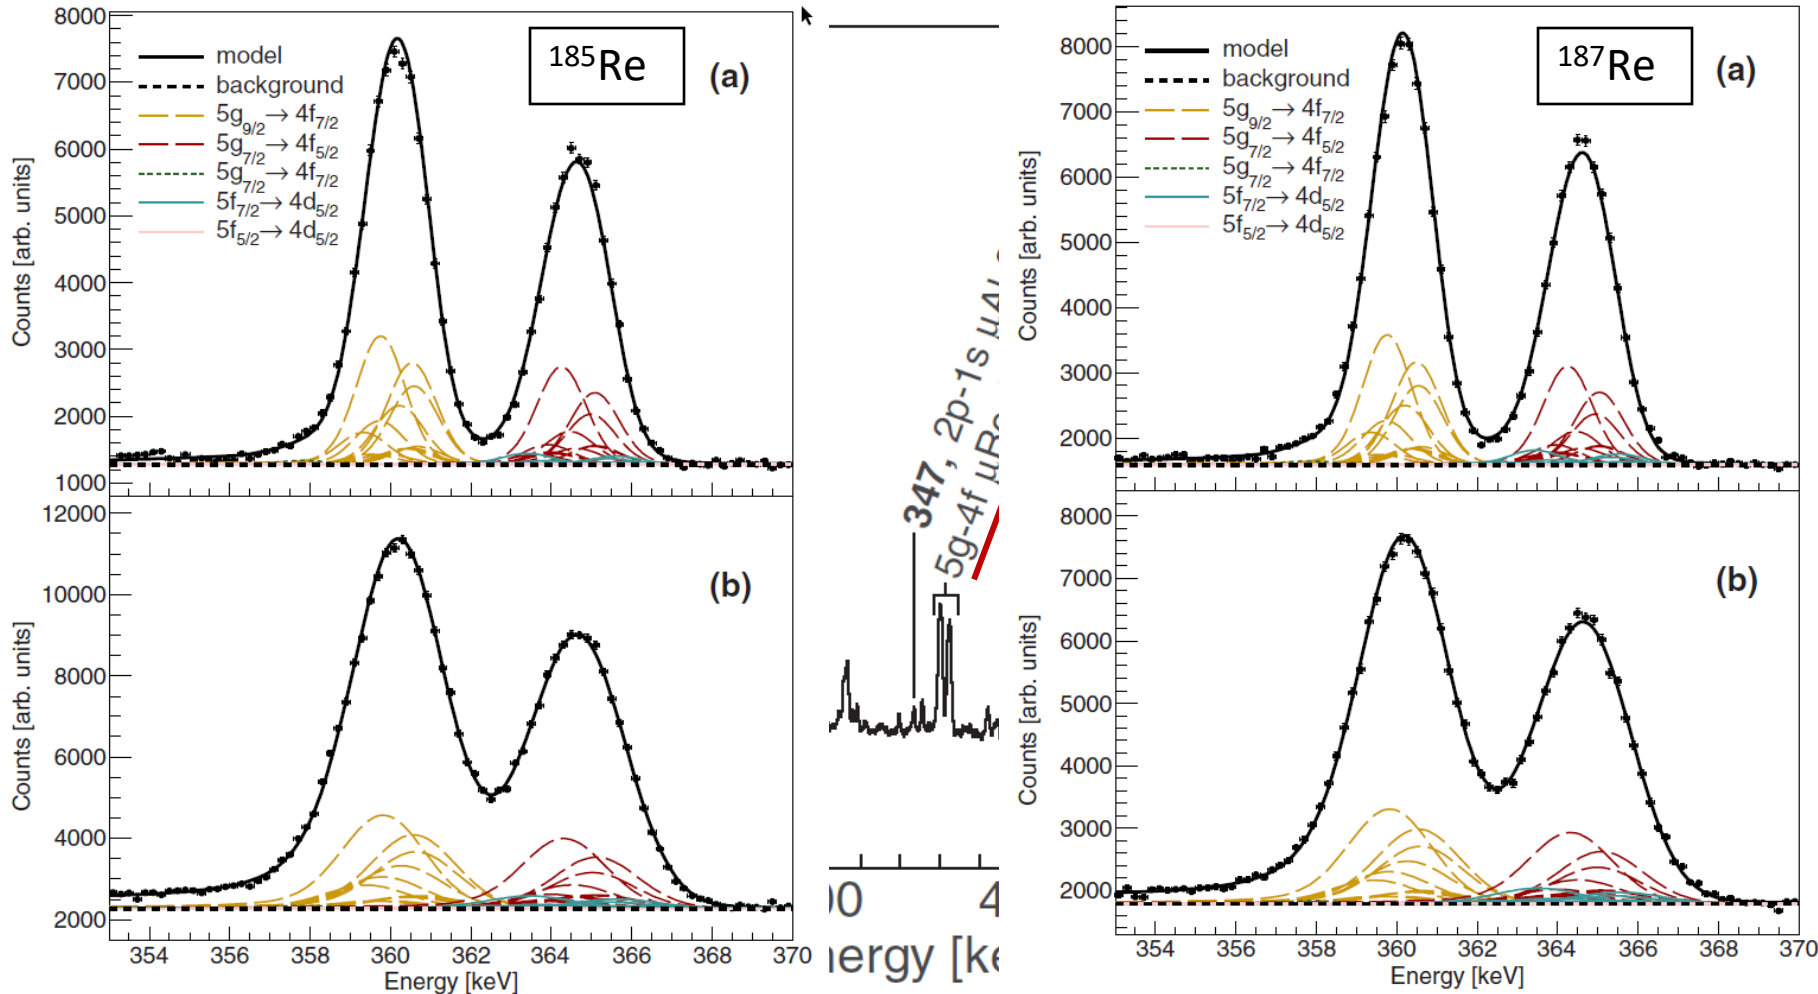 8000
7000
6000
5000
4000
3000
2000
1000
Counts [arb. units]
model
background
5g9/2→ 4f7/2
5g7/2→ 4f5/2
5g7/2→ 4f7/2
5f7/2→ 4d5/2
5f5/2→ 4d5/2
185Re
(a)
12000
10000
8000
6000
4000
2000
Counts [arb. units]
(b)
354 356 358 360 362 364 366 368 370
Energy [keV]
347, 2p-1s μAl
5g-4f μRe
4
nergy [ke
8000
7000
6000
5000
4000
3000
2000
Counts [arb. units]
model
background
5g9/2→ 4f7/2
5g7/2→ 4f5/2
5g7/2→ 4f7/2
5f7/2→ 4d5/2
5f5/2→ 4d5/2
187Re
(a)
8000
7000
6000
5000
4000
3000
2000
Counts [arb. units]
(b)
354 356 358 360 362 364 366 368 370
Energy [keV]